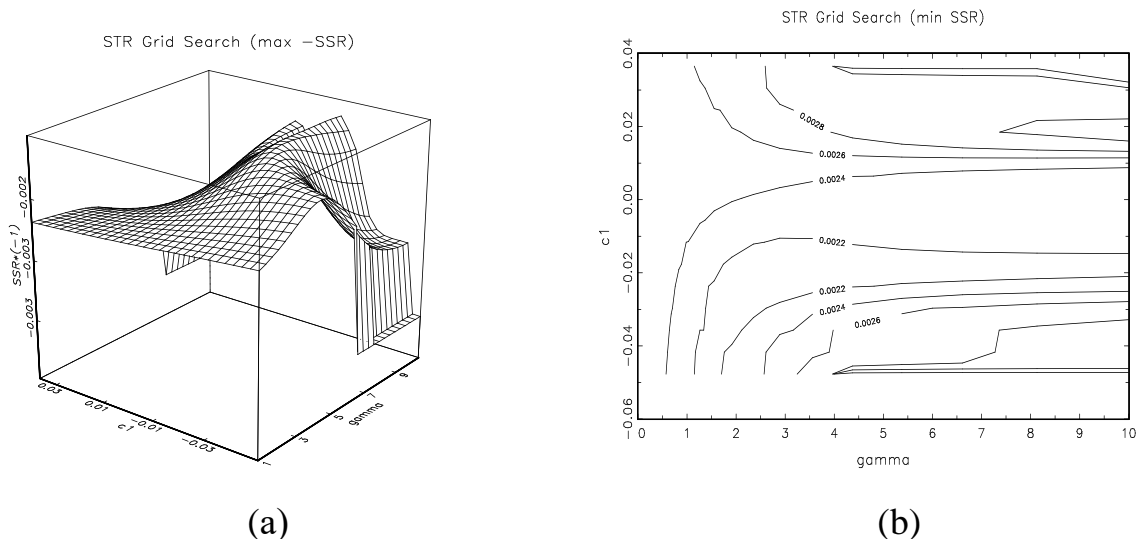 STR Grid Search (max -SSR)
SSR*(-1)
-0.002
-0.003
-0.003
0.03
0.01
-0.01
-0.03
c1
1
3
5
7
9
gamma
(a)
STR Grid Search (min SSR)
0.04
0.02
0.00
-0.02
-0.04
-0.06
c1
0.0028
0.0026
0.0024
0.0022
0.0022
0.0024
0.0026
0 1 2 3 4 5 6 7 8 9 10
gamma
(b)